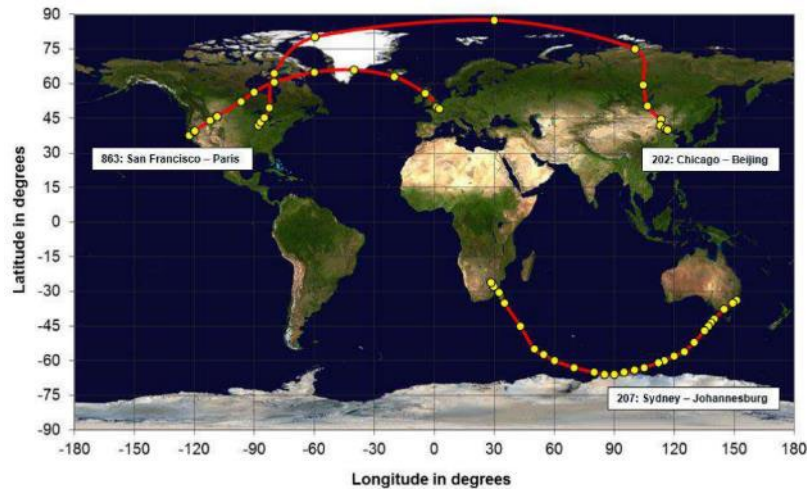 90
75
60
45
30
15
0
-15
-30
-45
-60
-75
-90
Latitude in degrees
863: San Francisco – Paris
202: Chicago – Beijing
207: Sydney – Johannesburg
-180 -150 -120 -90 -60 -30 0 30 60 90 120 150 180
Longitude in degrees